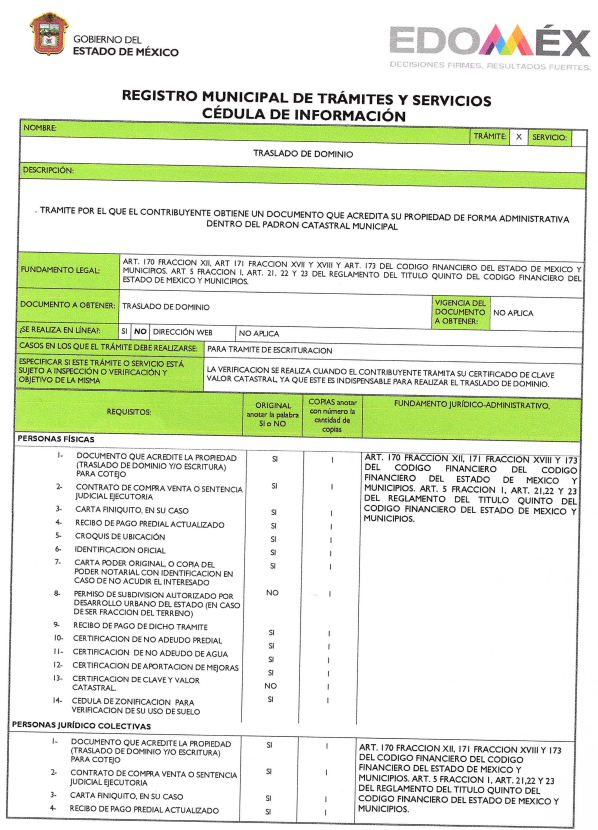 GOBIERNO DEL
ESTADO DE MÉXICO
EDOMÉX
DECISIONES FIRMES, RESULTADOS FUERTES.
REGISTRO MUNICIPAL DE TRÁMITES Y SERVICIOS
CÉDULA DE INFORMACIÓN
NOMBRE: TRÁMITE: X SERVICIO:
TRASLADO DE DOMINIO
DESCRIPCIÓN:
. TRAMITE POR EL QUE EL CONTRIBUYENTE OBTIENE UN DOCUMENTO QUE ACREDITA SU PROPIEDAD DE FORMA ADMINISTRATIVA
DENTRO DEL PADRON CATASTRAL MUNICIPAL
FUNDAMENTO LEGAL:
ART. 170 FRACCION XII, ART 171 FRACCION XVII Y XVIII Y ART. 173 DEL CODIGO FINANCIERO DEL ESTADO DE MEXICO Y
MUNICIPIOS. ART 5 FRACCION I, ART. 21, 22 Y 23 DEL REGLAMENTO DEL TITULO QUINTO DEL CODIGO FINANCIERO DEL
ESTADO DE MEXICO Y MUNICIPIOS.
DOCUMENTO A OBTENER: TRASLADO DE DOMINIO
VIGENCIA DEL
DOCUMENTO
A OBTENER:
NO APLICA
¿SE REALIZA EN LÍNEA?: SI NO DIRECCIÓN WEB NO APLICA
CASOS EN LOS QUE EL TRÁMITE DEBE REALIZARSE: PARA TRAMITE DE ESCRITURACION
ESPECIFICAR SI ESTE TRÁMITE O SERVICIO ESTÁ
SUJETO A INSPECCIÓN O VERIFICACIÓN Y
OBJETIVO DE LA MISMA
LA VERIFICACION SE REALIZA CUANDO EL CONTRIBUYENTE TRAMITA SU CERTIFICADO DE CLAVE
VALOR CATASTRAL, YA QUE ESTE ES INDISPENSABLE PARA REALIZAR EL TRASLADO DE DOMINIO.
REQUISITOS:
ORIGINAL
anotar la palabra
SI o NO
COPIAS anotar
con número la
cantidad de
copias
FUNDAMENTO JURÍDICO-ADMINISTRATIVO.
PERSONAS FÍSICAS
1- DOCUMENTO QUE ACREDITE LA PROPIEDAD SI 1
(TRASLADO DE DOMINIO Y/O ESCRITURA)
PARA COTEJO
2- CONTRATO DE COMPRA VENTA O SENTENCIA SI 1
JUDICIAL EJECUTORIA
3- CARTA FINIQUITO, EN SU CASO SI 1
4- RECIBO DE PAGO PREDIAL ACTUALIZADO SI 1
5- CROQUIS DE UBICACIÓN SI 1
6- IDENTIFICACION OFICIAL SI 1
7- CARTA PODER ORIGINAL, O COPIA DEL SI 1
PODER NOTARIAL CON IDENTIFICACION EN
CASO DE NO ACUDIR EL INTERESADO
8- PERMISO DE SUBDIVISION AUTORIZADO POR NO 1
DESARROLLO URBANO DEL ESTADO (EN CASO
DE SER FRACCION DEL TERRENO)
9- RECIBO DE PAGO DE DICHO TRAMITE SI 1
10- CERTIFICACION DE NO ADEUDO PREDIAL SI 1
11- CERTIFICACION DE NO ADEUDO DE AGUA SI 1
12- CERTIFICACION DE APORTACION DE MEJORAS SI 1
13- CERTIFICACION DE CLAVE Y VALOR
CATASTRAL. NO 1
14- CEDULA DE ZONIFICACION PARA SI 1
VERIFICACION DE SU USO DE SUELO
ART. 170 FRACCION XII, 171 FRACCION XVIII Y 173
DEL CODIGO FINANCIERO DEL CODIGO
FINANCIERO DEL ESTADO DE MEXICO Y
MUNICIPIOS. ART. 5 FRACCION 1, ART. 21,22 Y 23
DEL REGLAMENTO DEL TITULO QUINTO DEL
CODIGO FINANCIERO DEL ESTADO DE MEXICO Y
MUNICIPIOS.
PERSONAS JURÍDICO COLECTIVAS
1- DOCUMENTO QUE ACREDITE LA PROPIEDAD SI 1
(TRASLADO DE DOMINIO Y/O ESCRITURA)
PARA COTEJO
2- CONTRATO DE COMPRA VENTA O SENTENCIA SI 1
JUDICIAL EJECUTORIA
3- CARTA FINIQUITO, EN SU CASO SI 1
4- RECIBO DE PAGO PREDIAL ACTUALIZADO SI 1
ART. 170 FRACCION XII, 171 FRACCION XVIII Y 173
DEL CODIGO FINANCIERO DEL CODIGO
FINANCIERO DEL ESTADO DE MEXICO Y
MUNICIPIOS. ART. 5 FRACCION 1, ART. 21,22 Y 23
DEL REGLAMENTO DEL TITULO QUINTO DEL
CODIGO FINANCIERO DEL ESTADO DE MEXICO Y
MUNICIPIOS.